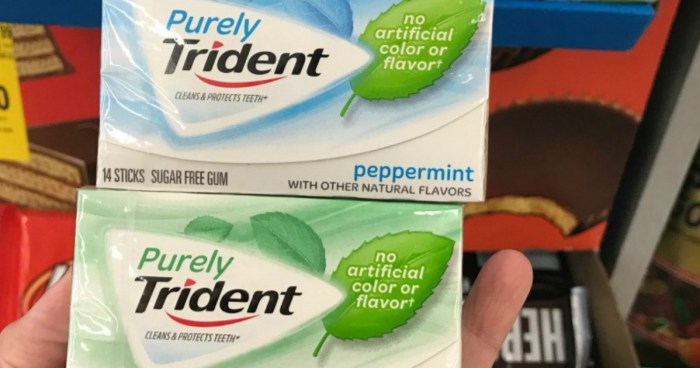 Purely
Trident
CLEANS & PROTECTS TEETH*
no
artificial
color or
flavor†
14 STICKS SUGAR FREE GUM
peppermint
WITH OTHER NATURAL FLAVORS
Purely
Trident
CLEANS & PROTECTS TEETH*
no
artificial
color or
flavor†
HER